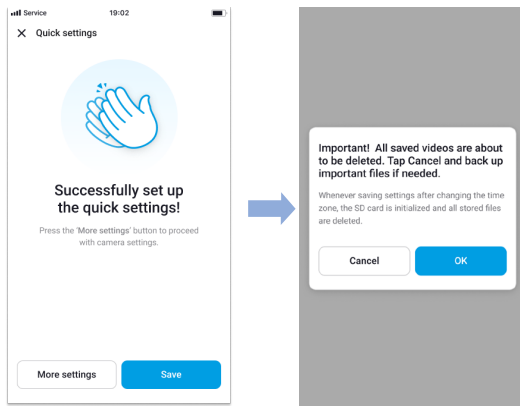 Service 19:02
Quick settings
Successfully set up
the quick settings!
Press the 'More settings' button to proceed
with camera settings.
More settings Save
Important! All saved videos are about
to be deleted. Tap Cancel and back up
important files if needed.
Whenever saving settings after changing the time
zone, the SD card is initialized and all stored files
are deleted.
Cancel OK